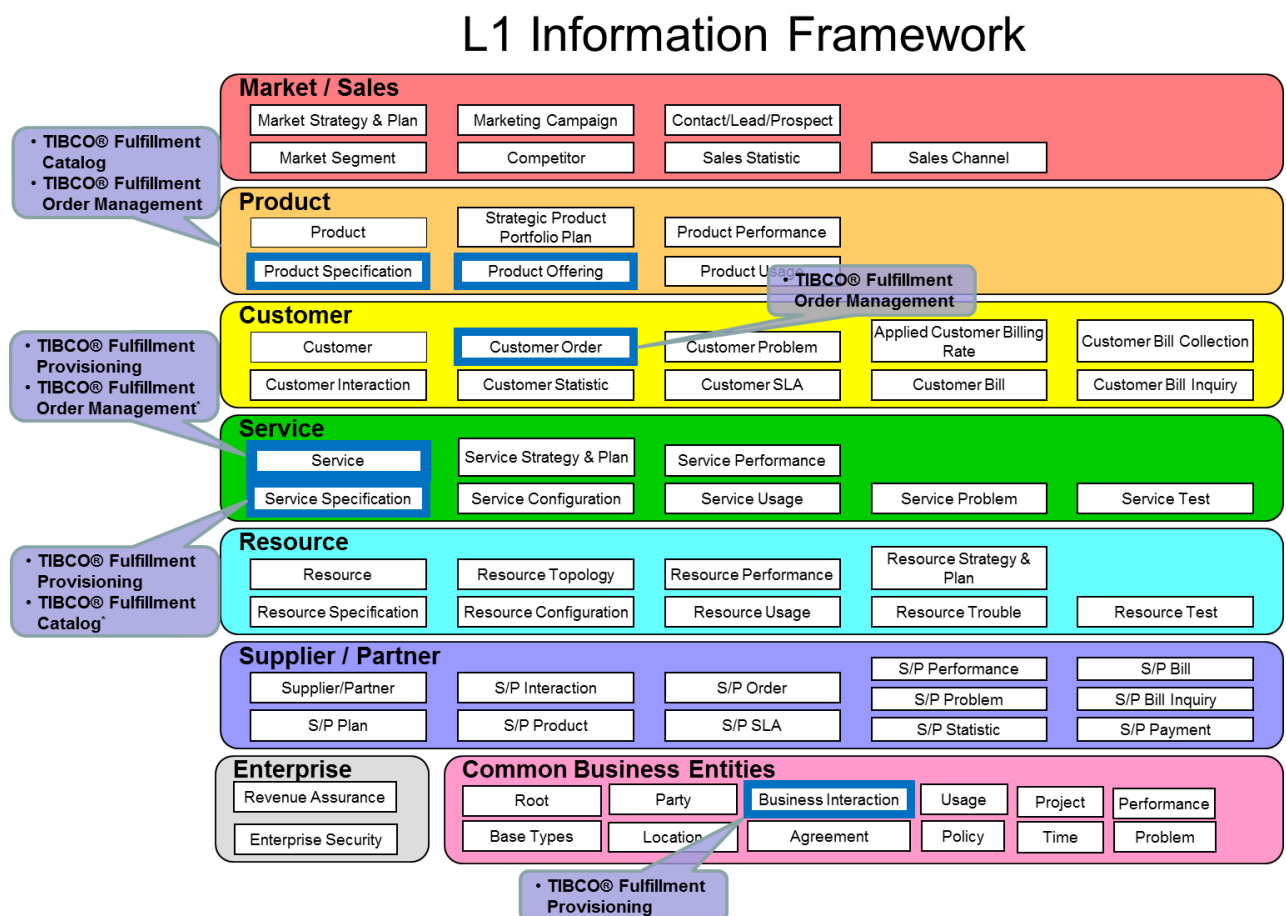 L1 Information Framework
Market / Sales
Market Strategy & Plan
Marketing Campaign
Contact/Lead/Prospect
Market Segment
Competitor
Sales Statistic
Sales Channel
• TIBCO® Fulfillment
Catalog
• TIBCO® Fulfillment
Order Management
Product
Product
Strategic Product
Portfolio Plan
Product Performance
Product Specification
Product Offering
Product Usage
• TIBCO® Fulfillment
Order Management
Customer
Customer
Customer Order
Customer Problem
Applied Customer Billing
Rate
Customer Bill Collection
Customer Interaction
Customer Statistic
Customer SLA
Customer Bill
Customer Bill Inquiry
• TIBCO® Fulfillment
Provisioning
• TIBCO® Fulfillment
Order Management*
Service
Service
Service Strategy & Plan
Service Performance
Service Specification
Service Configuration
Service Usage
Service Problem
Service Test
• TIBCO® Fulfillment
Provisioning
• TIBCO® Fulfillment
Catalog*
Resource
Resource
Resource Topology
Resource Performance
Resource Strategy &
Plan
Resource Specification
Resource Configuration
Resource Usage
Resource Trouble
Resource Test
Supplier / Partner
Supplier/Partner
S/P Interaction
S/P Order
S/P Performance
S/P Bill
S/P Problem
S/P Bill Inquiry
S/P Plan
S/P Product
S/P SLA
S/P Statistic
S/P Payment
Enterprise
Revenue Assurance
Enterprise Security
Common Business Entities
Root
Party
Business Interaction
Usage
Project
Performance
Base Types
Location
Agreement
Policy
Time
Problem
• TIBCO® Fulfillment
Provisioning